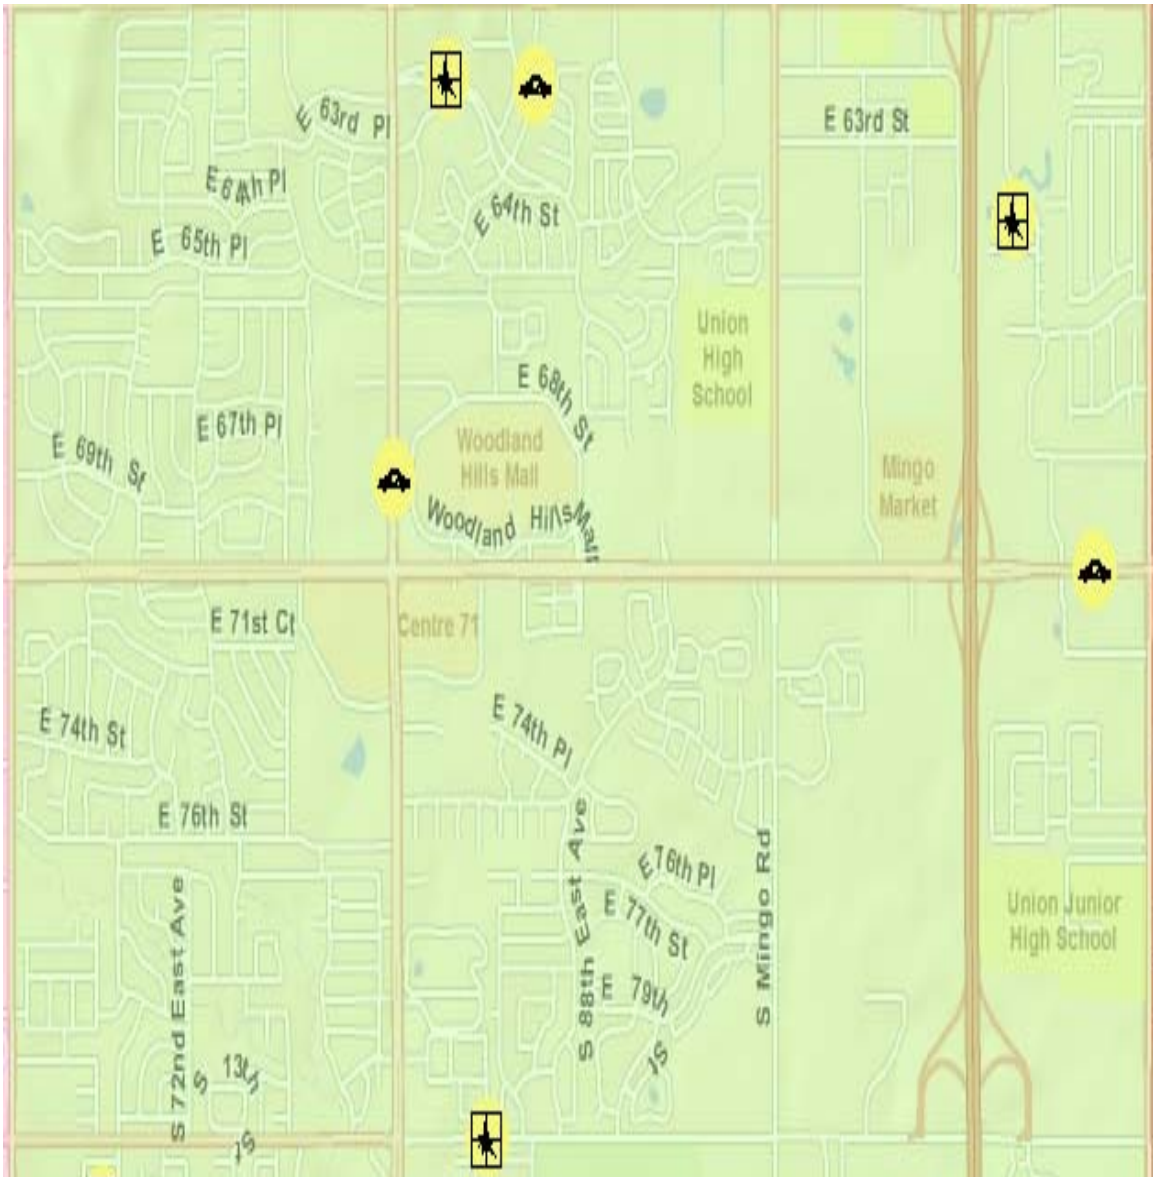 E 63rd Pl
E 63rd St
E 64th Pl
E 64th St
E 65th Pl
Union
High
School
E 68th St
E 67th Pl
E 69th St
Woodland
Hills Mall
Mingo
Market
Woodland Hills Mall
E 71st Ct
Centre 71
E 74th St
E 74th Pl
E 76th St
S 88th East Ave
E 76th Pl
S Mingo Rd
S 72nd East Ave
E 77th St
Union Junior
High School
E 79th St
S 13th St